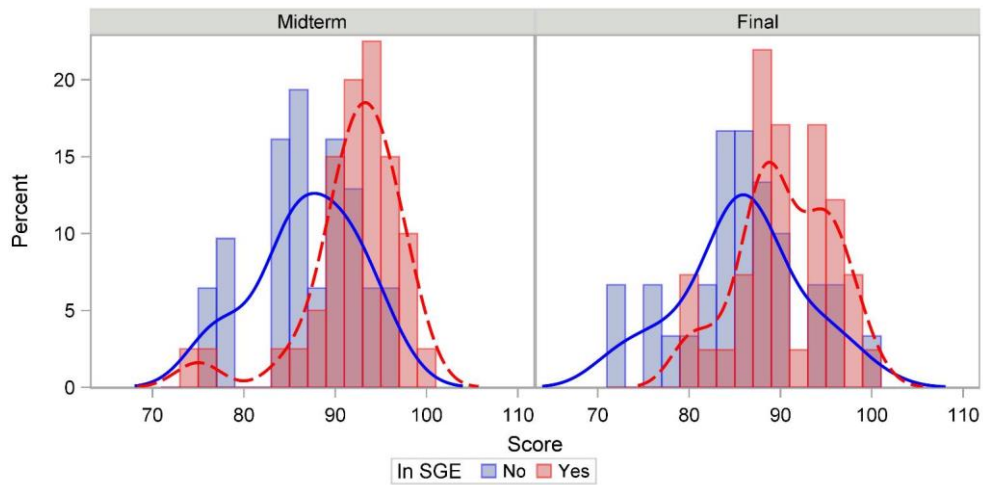 Midterm
Final
Percent
20
15
10
5
0
70 80 90 100 110
70 80 90 100 110
Score
In SGE No Yes